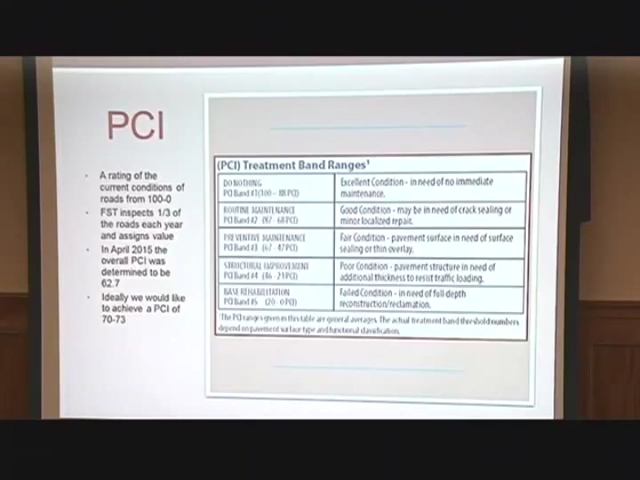 PCI
• A rating of the
current conditions of
roads from 100-0
• FST inspects 1/3 of
the roads each year
and assigns value
• In April 2015 the
overall PCI was
determined to be
62.7
• Ideally we would like
to achieve a PCI of
70-73
(PCI) Treatment Band Ranges¹
DO NOTHING
PCI Band #1(100 - 88 PCI)
Excellent Condition - in need of no immediate
maintenance.
ROUTINE MAINTENANCE
PCI Band #2 (87 - 68 PCI)
Good Condition - may be in need of crack sealing or
minor localized repair.
PREVENTIVE MAINTENANCE
PCI Band #3 (67 - 47 PCI)
Fair Condition - pavement surface in need of surface
sealing or thin overlay.
STRUCTURAL IMPROVEMENT
PCI Band #4 (46 - 21 PCI)
Poor Condition - pavement structure in need of
additional thickness to resist traffic loading.
BASE REHABILITATION
PCI Band #5 (20 - 0 PCI)
Failed Condition - in need of full depth
reconstruction/reclamation.
¹The PCI ranges given in this table are general averages. The actual treatment band threshold numbers
depend on pavement surface type and functional classification.